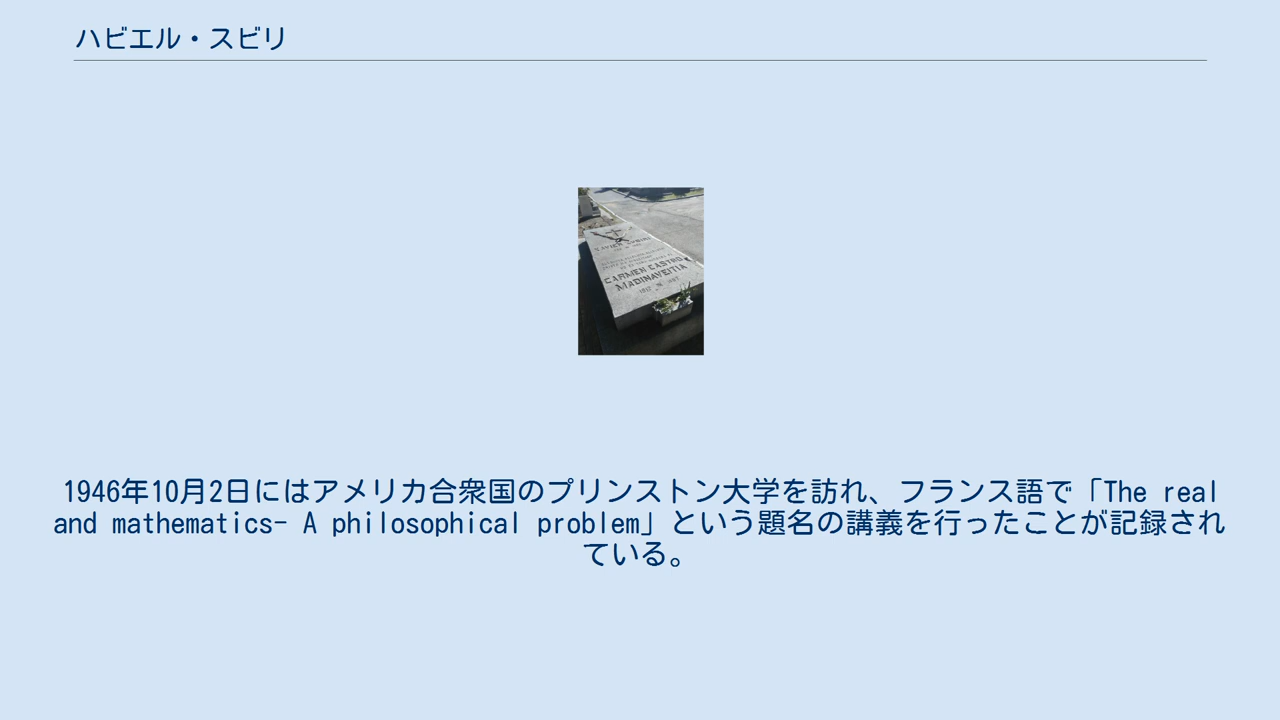 ハビエル・スビリ
CARMEN CASTRO
MADINAVEITIA
1946年10月2日にはアメリカ合衆国のプリンストン大学を訪れ、フランス語で「The real
and mathematics- A philosophical problem」という題名の講義を行ったことが記録され
ている。